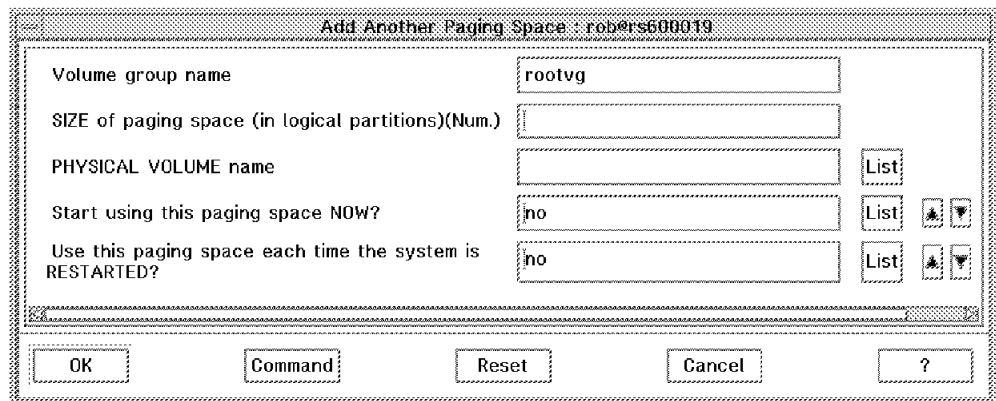 Add Another Paging Space : rob@rs600019
Volume group name
rootvg
SIZE of paging space (in logical partitions)(Num.)
PHYSICAL VOLUME name
List
Start using this paging space NOW?
no
List
Use this paging space each time the system is
RESTARTED?
no
List
OK
Command
Reset
Cancel
?